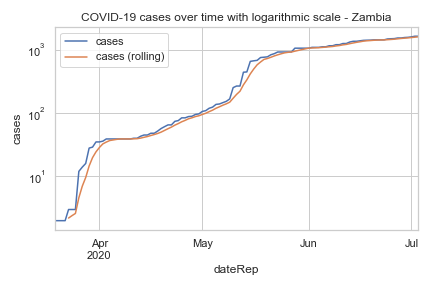 COVID-19 cases over time with logarithmic scale - Zambia
cases
cases (rolling)
10³
10²
10¹
cases
Apr
2020
May
Jun
Jul
dateRep